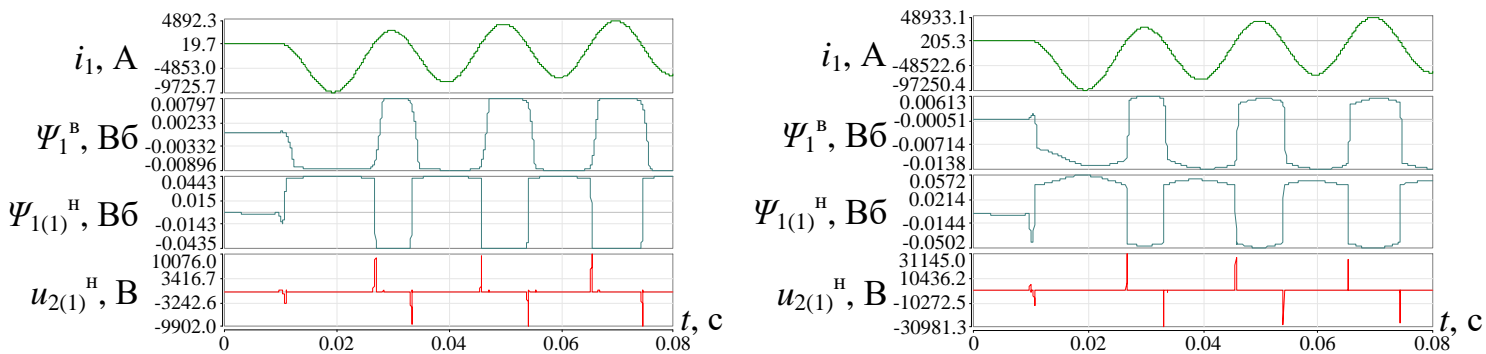 4892.3
i₁, А 19.7
-4853.0
-9725.7
0.00797
0.00233
Ψ₁ᴮ, Вб
-0.00332
-0.00896
0.0443
0.015
Ψ₁₍₁₎ᴴ, Вб
-0.0143
-0.0435
10076.0
3416.7
u₂₍₁₎ᴴ, В
-3242.6
-9902.0
t, с
0 0.02 0.04 0.06 0.08
48933.1
i₁, А 205.3
-48522.6
-97250.4
0.00613
-0.00051
Ψ₁ᴮ, Вб
-0.00714
-0.0138
0.0572
0.0214
Ψ₁₍₁₎ᴴ, Вб
-0.0144
-0.0502
31145.0
10436.2
u₂₍₁₎ᴴ, В
-10272.5
-30981.3
t, с
0 0.02 0.04 0.06 0.08